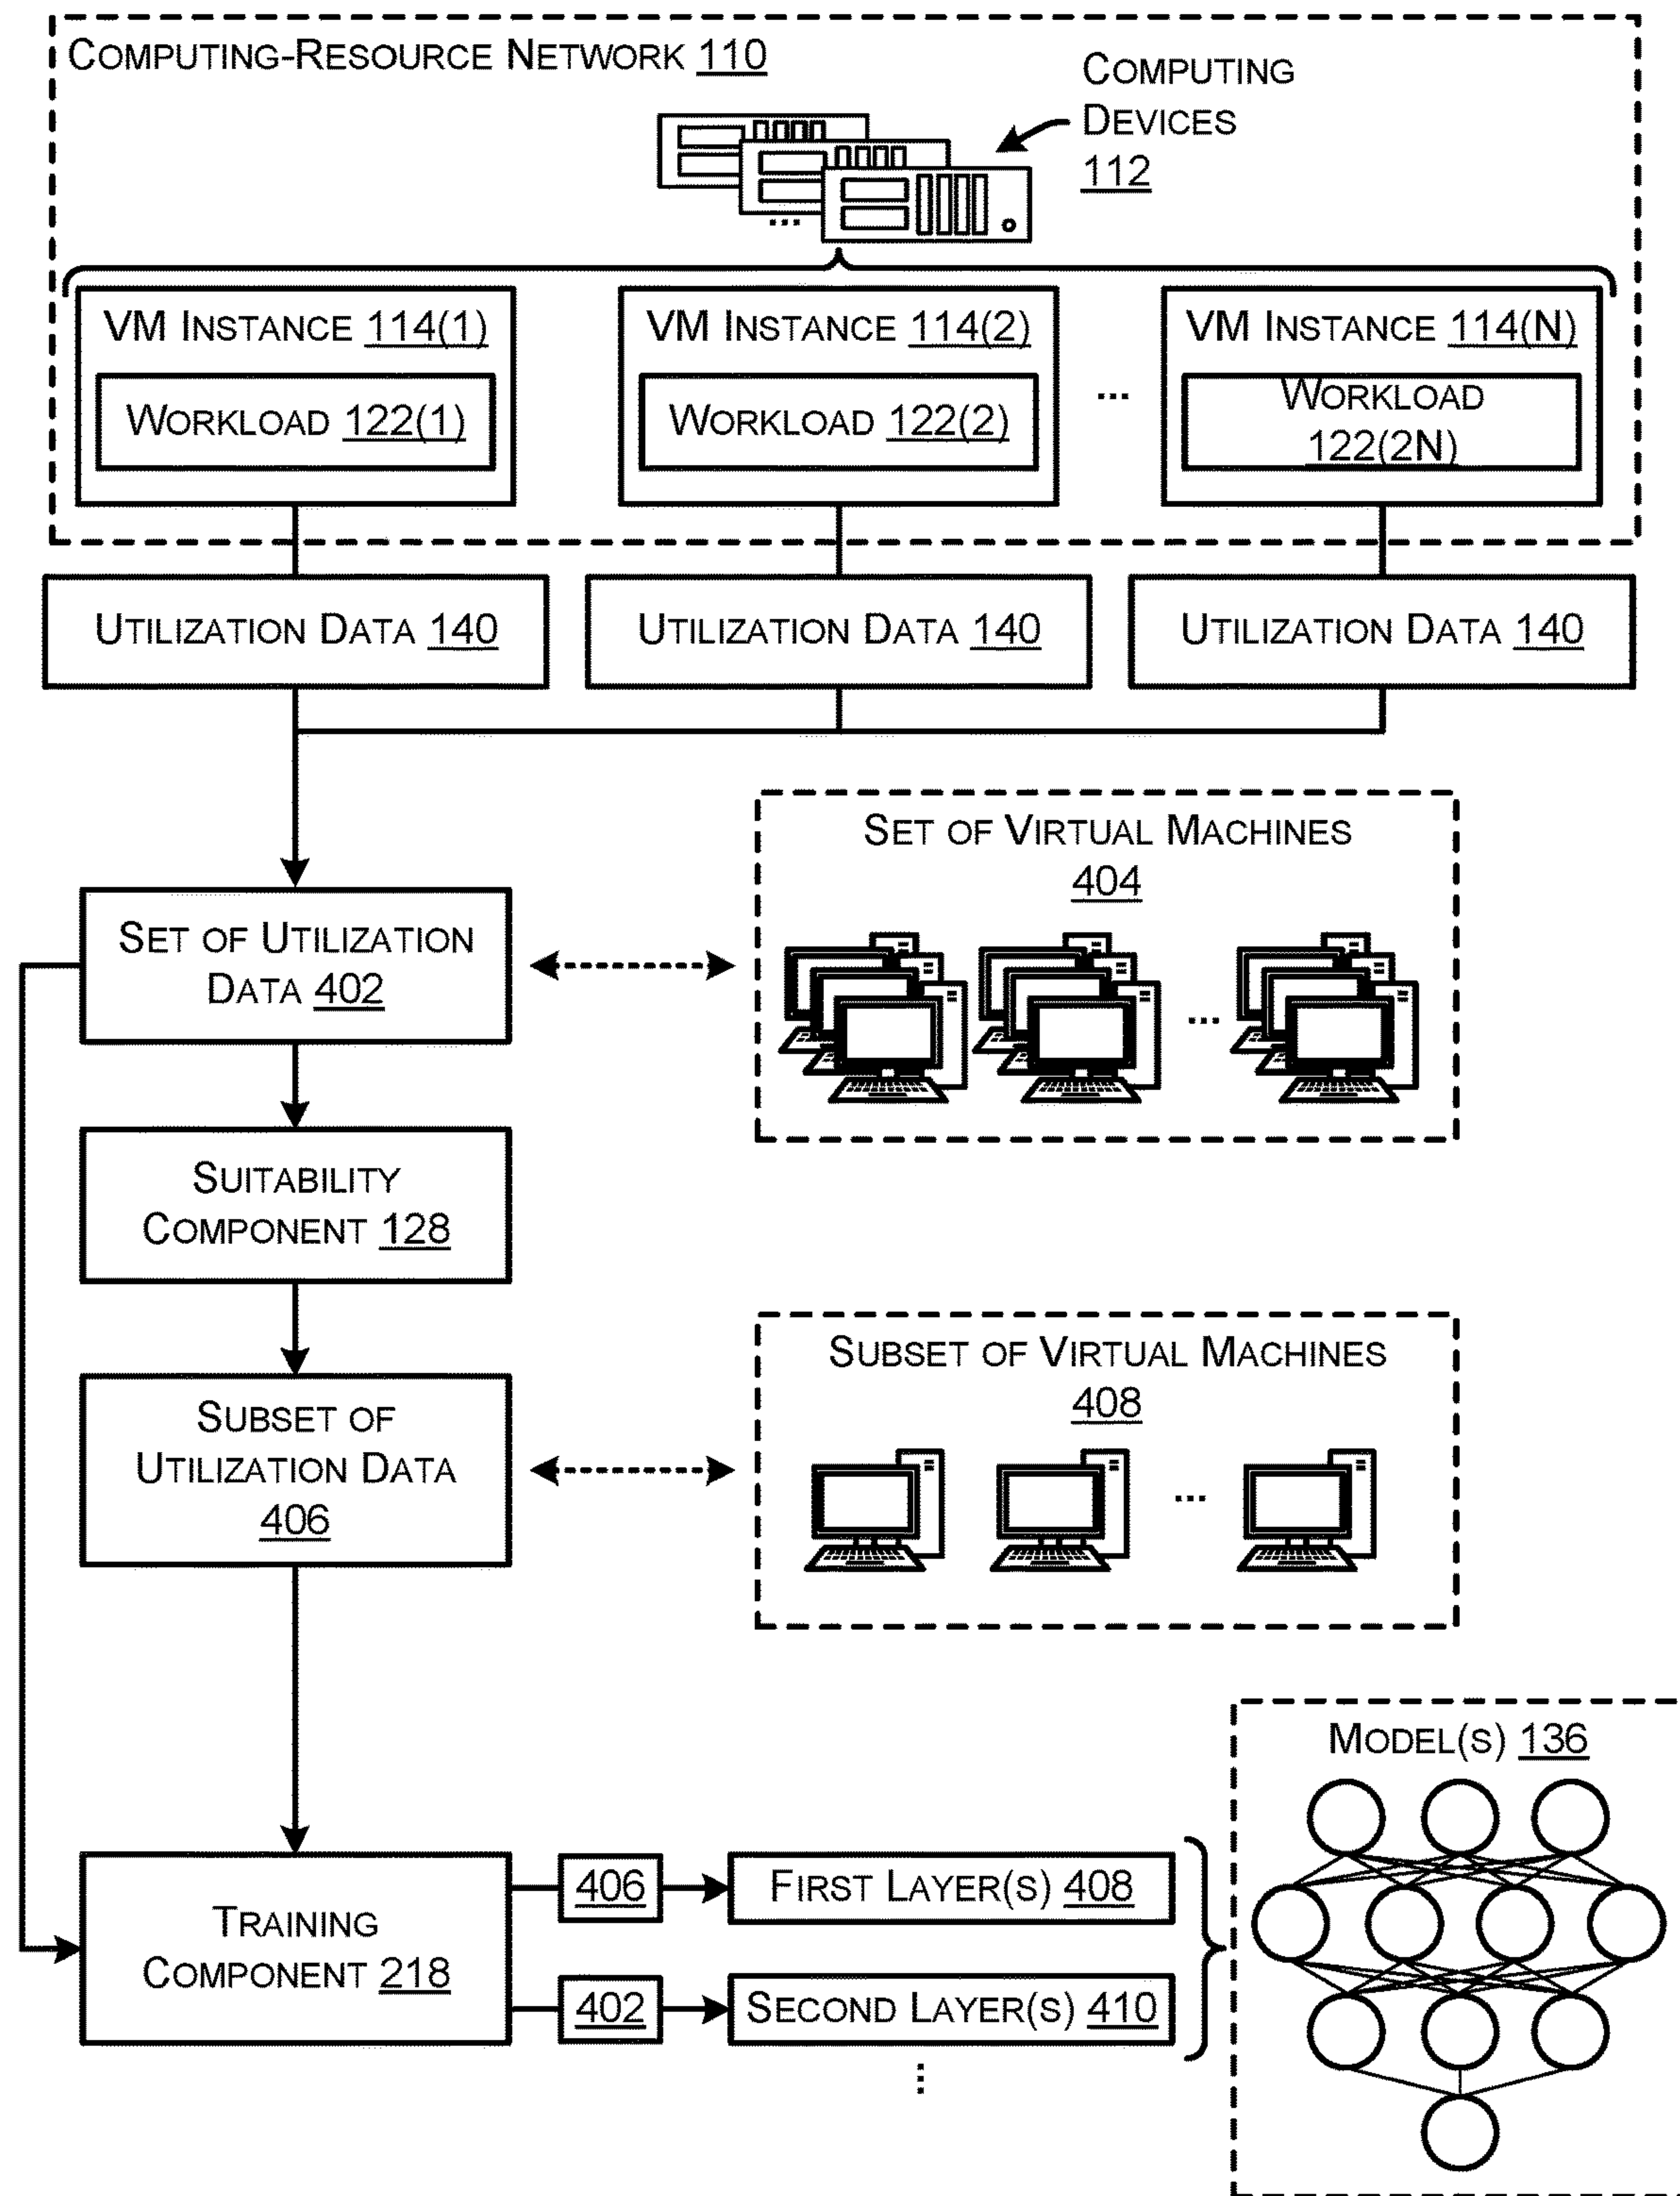 COMPUTING-RESOURCE NETWORK 110
COMPUTING
DEVICES
112
...
VM INSTANCE 114(1)
WORKLOAD 122(1)
VM INSTANCE 114(2)
WORKLOAD 122(2)
...
VM INSTANCE 114(N)
WORKLOAD
122(2N)
UTILIZATION DATA 140
UTILIZATION DATA 140
UTILIZATION DATA 140
SET OF VIRTUAL MACHINES
404
...
SET OF UTILIZATION
DATA 402
SUITABILITY
COMPONENT 128
SUBSET OF VIRTUAL MACHINES
408
...
SUBSET OF
UTILIZATION DATA
406
MODEL(S) 136
TRAINING
COMPONENT 218
406
FIRST LAYER(S) 408
402
SECOND LAYER(S) 410
...